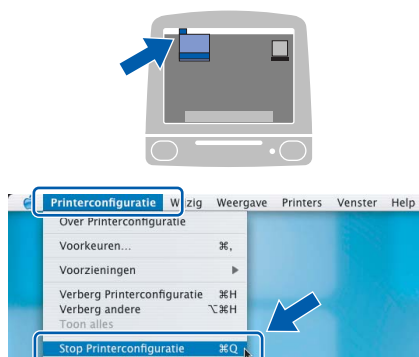 Printerconfiguratie Wijzig Weergave Printers Venster Help
Over Printerconfiguratie
Voorkeuren... ⌘,
Voorzieningen ▶
Verberg Printerconfiguratie ⌘H
Verberg andere ⌥⌘H
Toon alles
Stop Printerconfiguratie ⌘Q